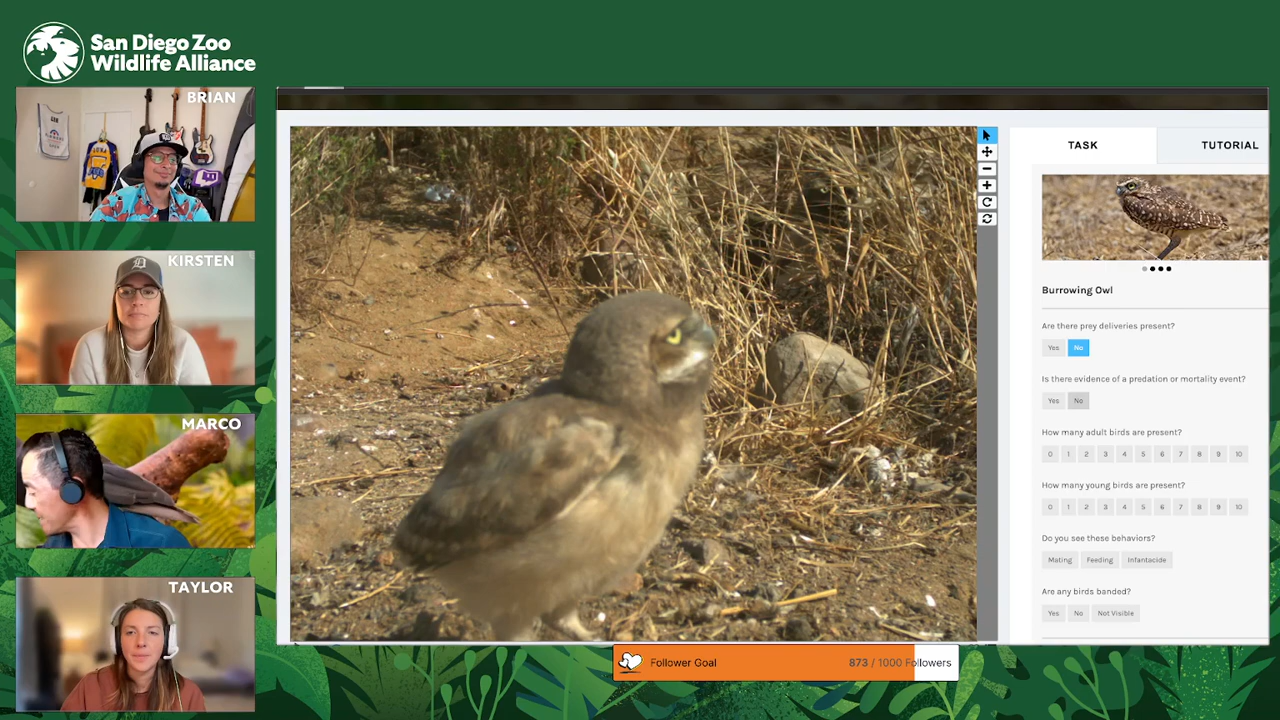 San Diego Zoo
Wildlife Alliance
BRIAN
KIRSTEN
MARCO
TAYLOR
TASK
TUTORIAL
Burrowing Owl
Are there prey deliveries present?
Yes No
Is there evidence of a predation or mortality event?
Yes No
How many adult birds are present?
0 1 2 3 4 5 6 7 8 9 10
How many young birds are present?
0 1 2 3 4 5 6 7 8 9 10
Do you see these behaviors?
Mating Feeding Infantacide
Are any birds banded?
Yes No Not Visible
Follower Goal
873 / 1000 Followers